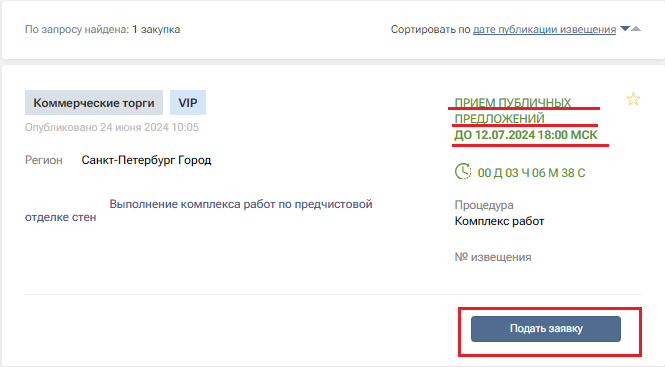 По запросу найдена: 1 закупка
Сортировать по дате публикации извещения
Коммерческие торги VIP
Опубликовано 24 июня 2024 10:05
Регион Санкт-Петербург Город
Выполнение комплекса работ по предчистовой
отделке стен
ПРИЕМ ПУБЛИЧНЫХ
ПРЕДЛОЖЕНИЙ
ДО 12.07.2024 18:00 МСК
00 Д 03 Ч 06 М 38 С
Процедура
Комплекс работ
№ извещения
Подать заявку